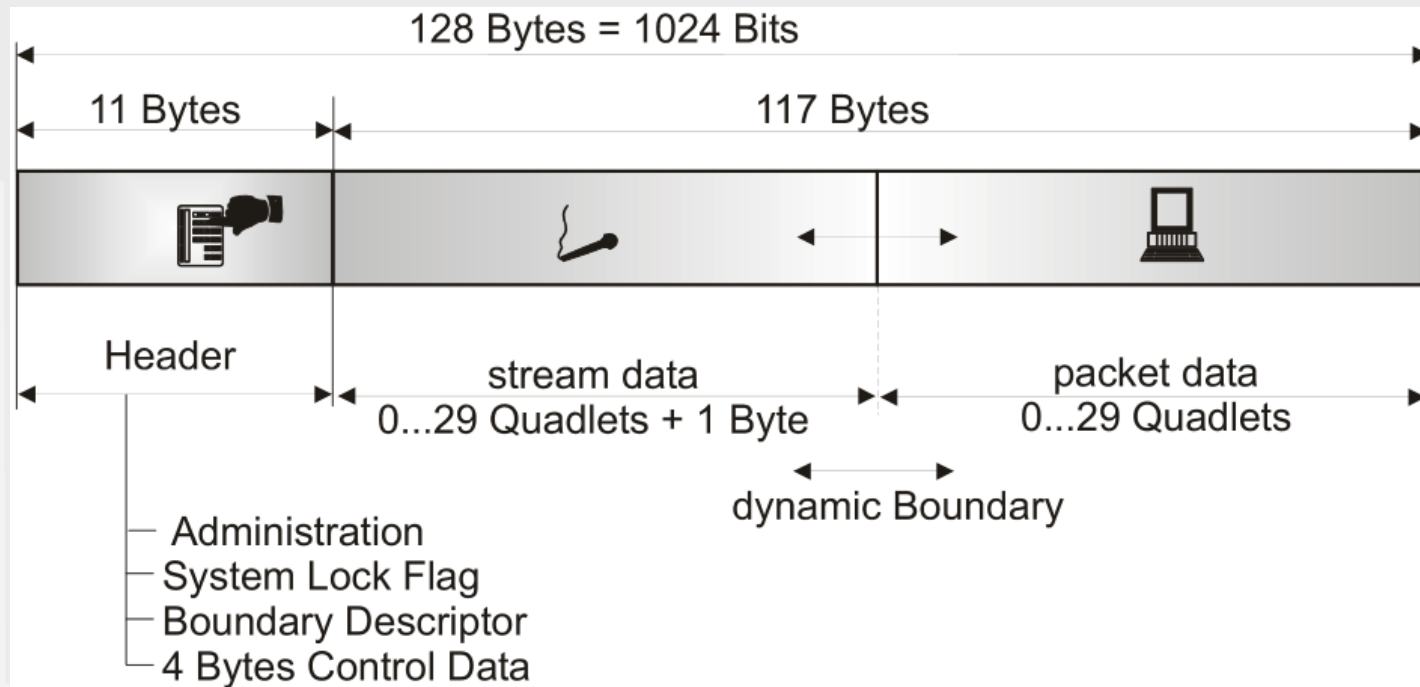 128 Bytes = 1024 Bits
11 Bytes
117 Bytes
Header
stream data
0...29 Quadlets + 1 Byte
packet data
0...29 Quadlets
dynamic Boundary
Administration
System Lock Flag
Boundary Descriptor
4 Bytes Control Data